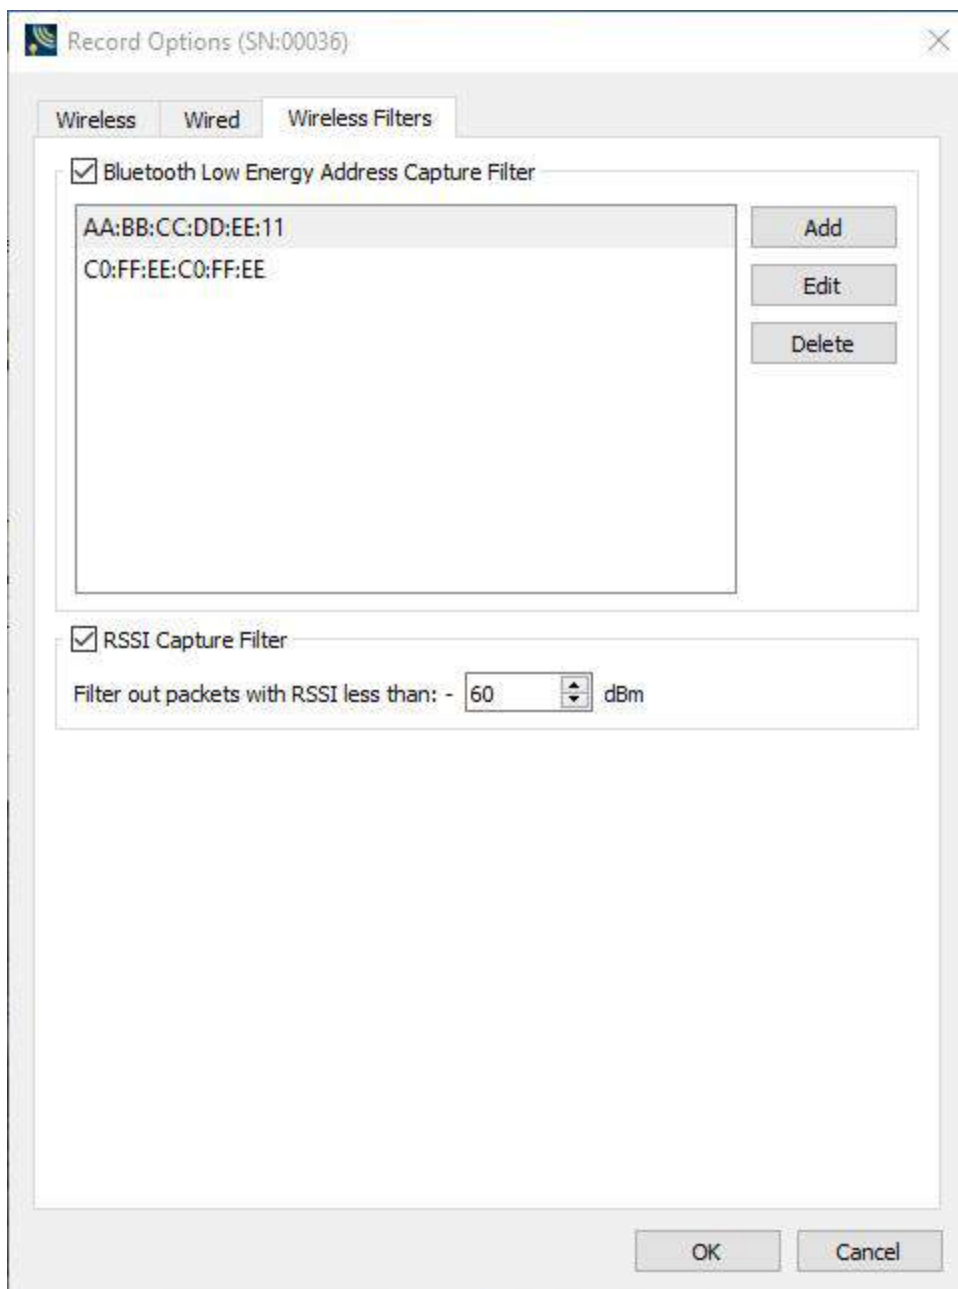 Record Options (SN:00036)
Wireless Wired Wireless Filters
Bluetooth Low Energy Address Capture Filter
AA:BB:CC:DD:EE:11
C0:FF:EE:C0:FF:EE
Add
Edit
Delete
RSSI Capture Filter
Filter out packets with RSSI less than: - 60 dBm
OK Cancel